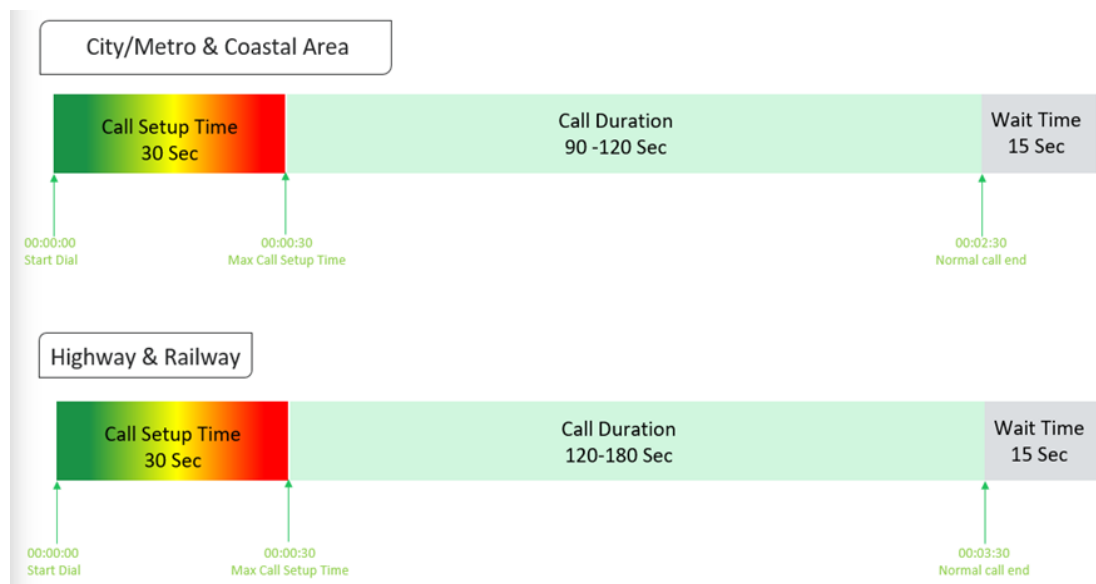 City/Metro & Coastal Area
Call Setup Time
30 Sec
Call Duration
90 -120 Sec
Wait Time
15 Sec
00:00:00
Start Dial
00:00:30
Max Call Setup Time
00:02:30
Normal call end
Highway & Railway
Call Setup Time
30 Sec
Call Duration
120-180 Sec
Wait Time
15 Sec
00:00:00
Start Dial
00:00:30
Max Call Setup Time
00:03:30
Normal call end